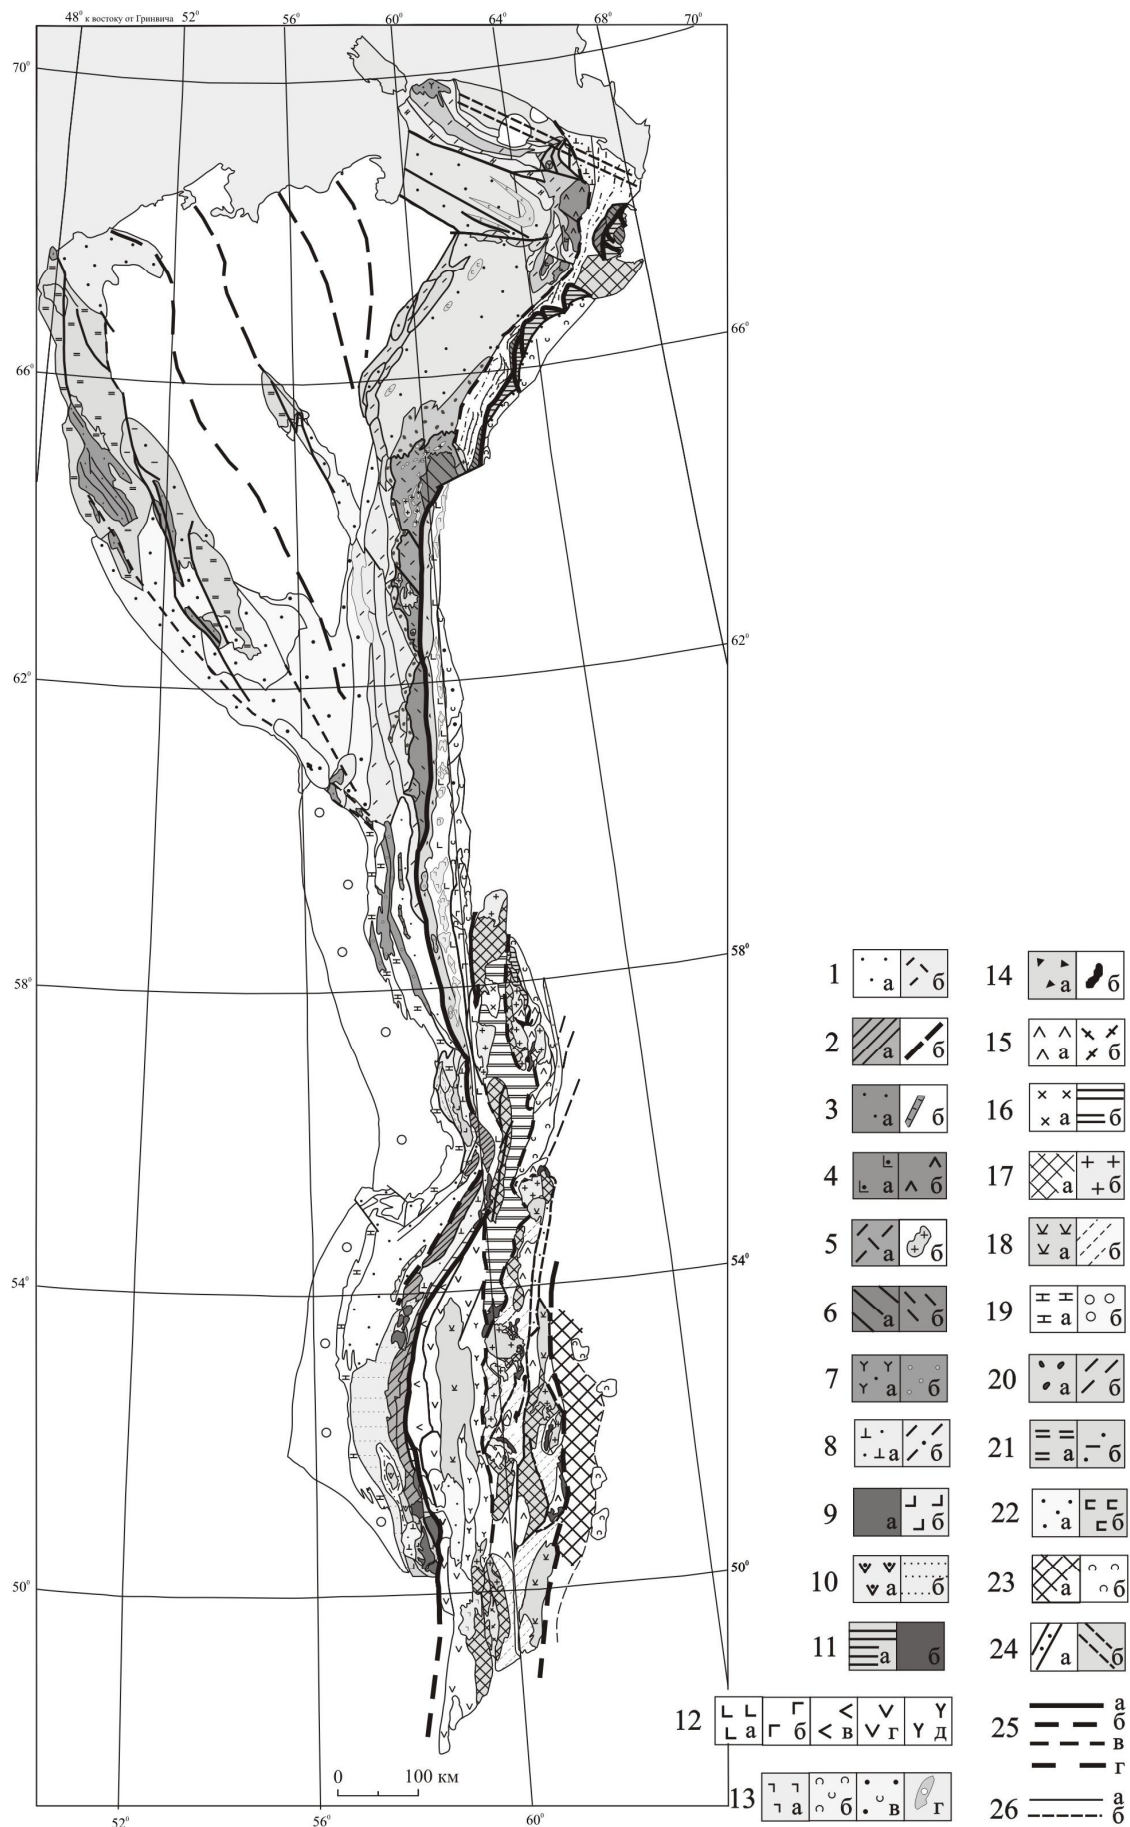 48° к востоку от Гринвича 52° 56° 60° 64° 68° 70°
70°
66°
66°
62°
62°
58°
58°
54°
54°
50°
50°
0 100 км
52° 56° 60°
1 а б
2 а б
3 а б
4 а б
5 а б
6 а б
7 а б
8 а б
9 а б
10 а б
11 а б
12 а б в г д
13 а б в г
14 а б
15 а б
16 а б
17 а б
18 а б
19 а б
20 а б
21 а б
22 а б
23 а б
24 а б
25 а
б
в
г
26 а
б